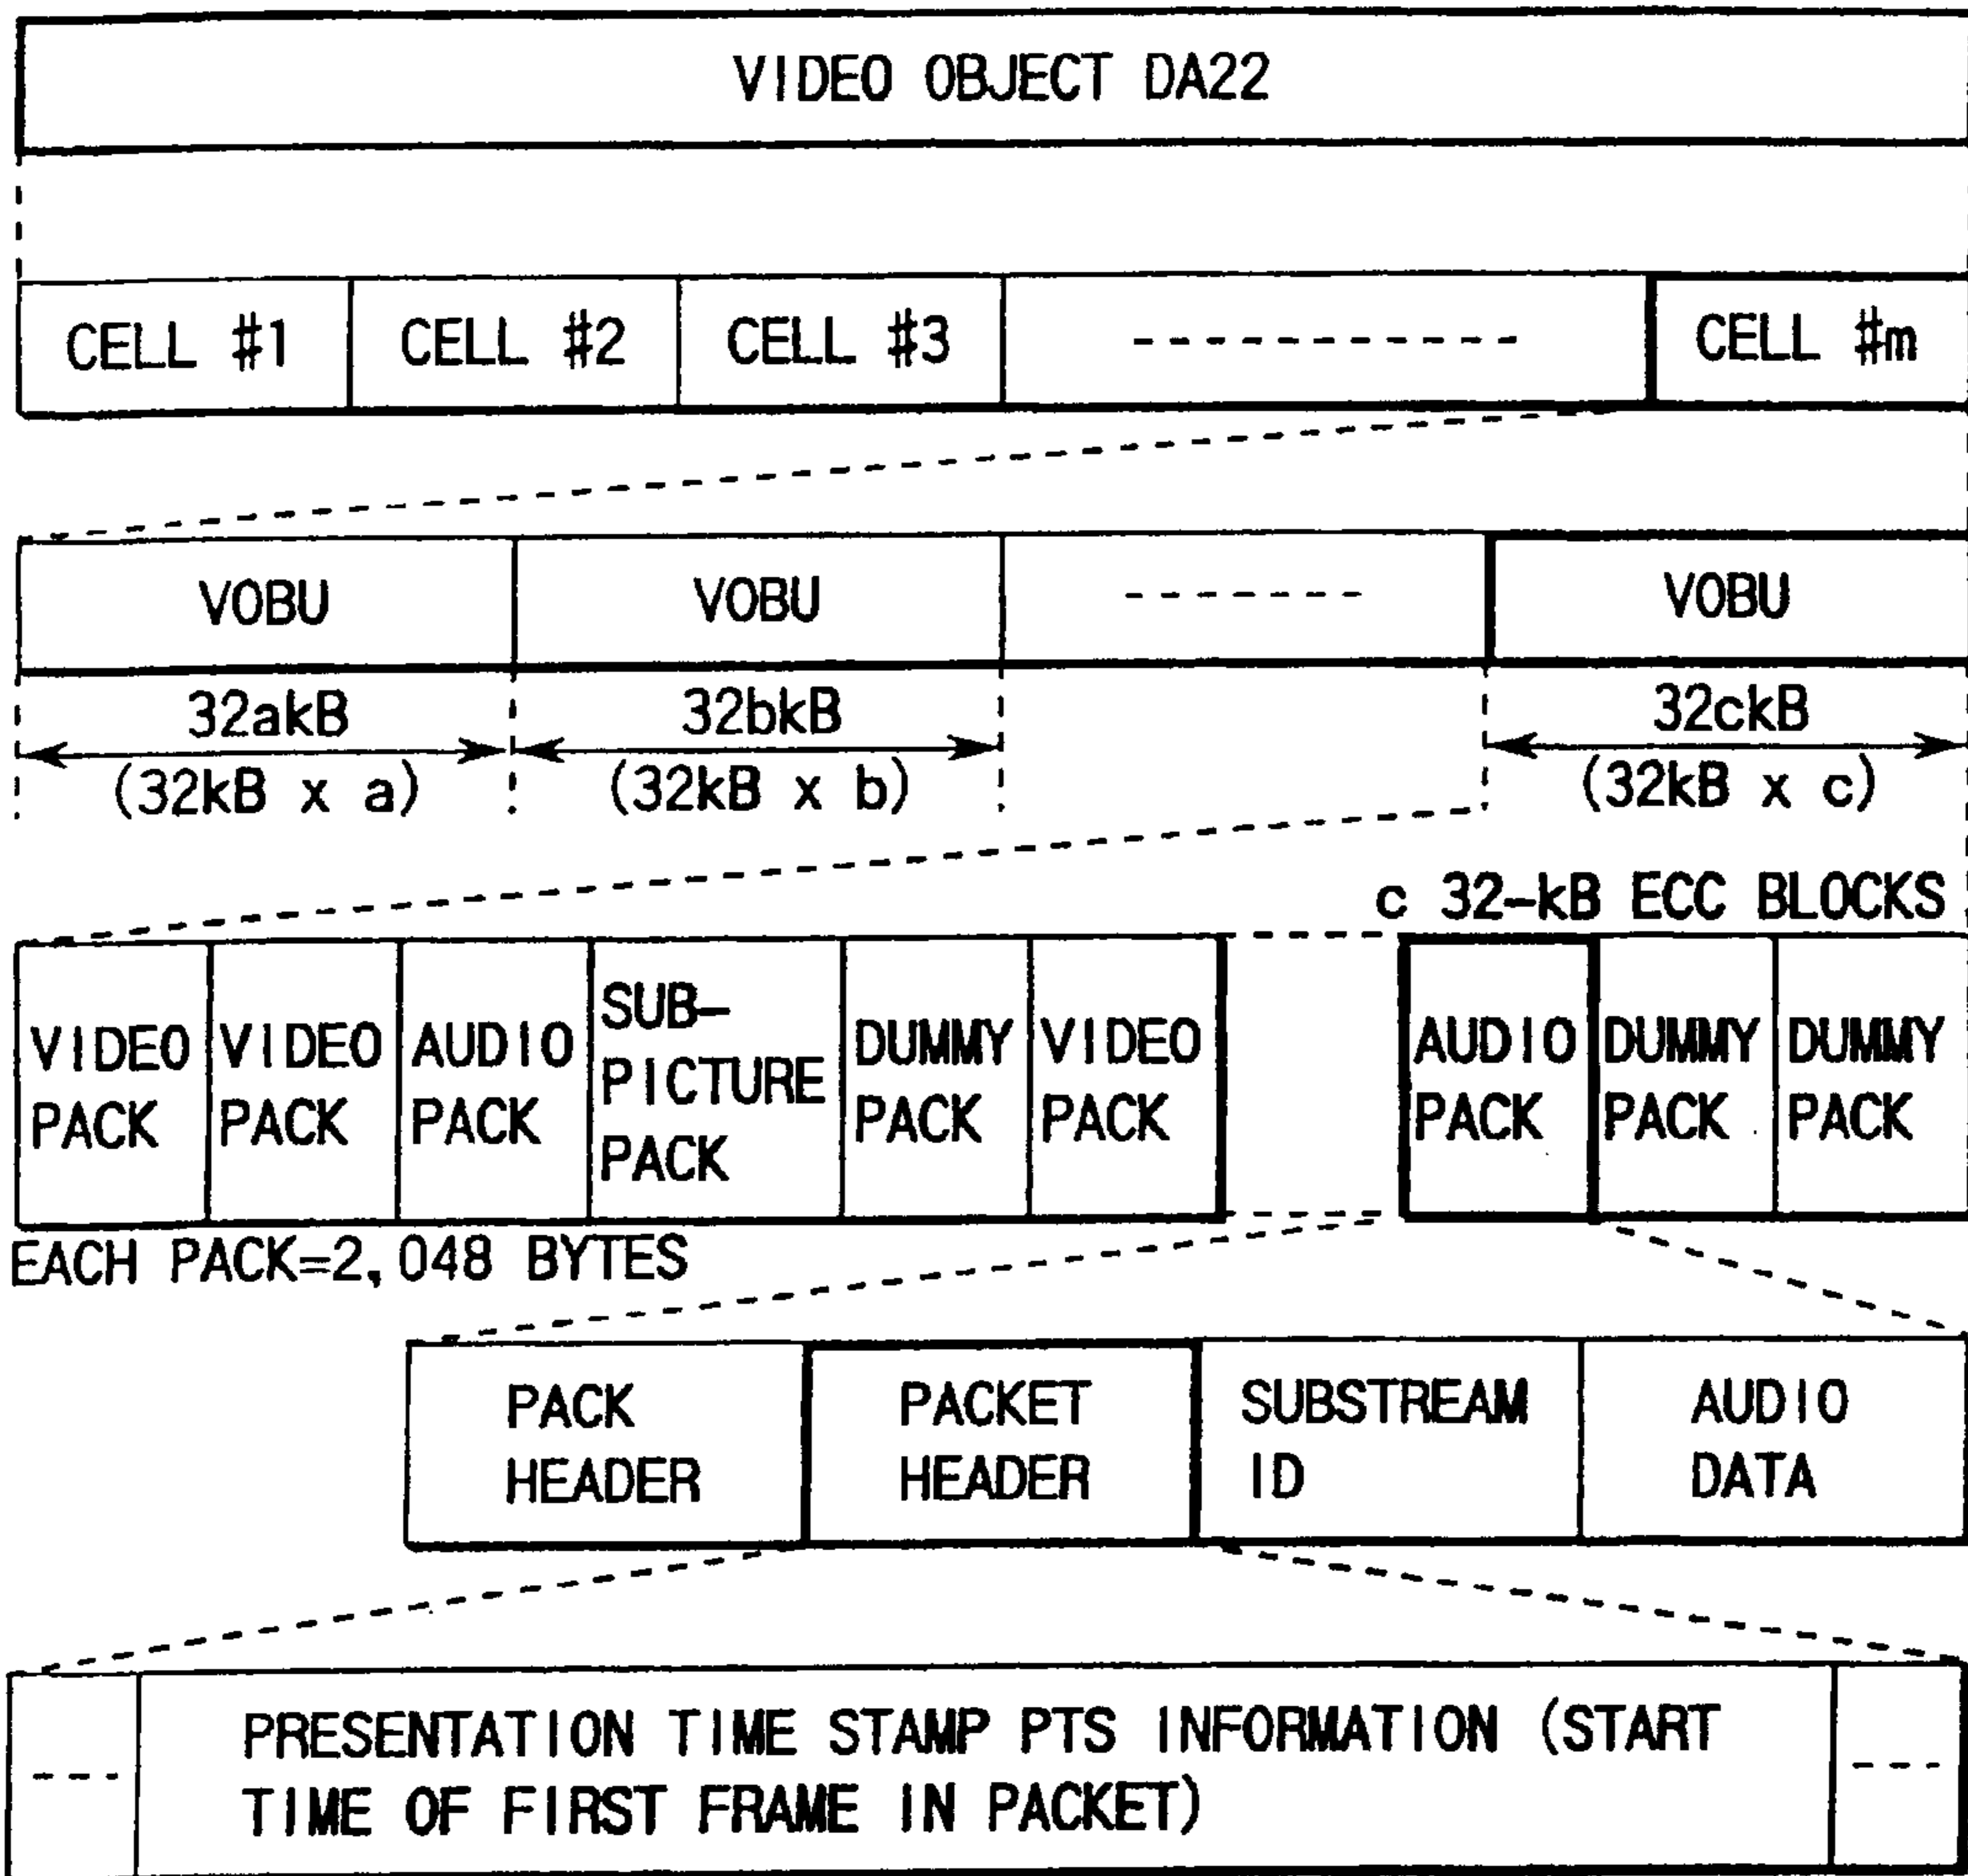 VIDEO OBJECT DA22
CELL #1 CELL #2 CELL #3 CELL #m
VOBU VOBU VOBU
32akB 32bkB 32ckB
(32kB x a) (32kB x b) (32kB x c)
c 32-kB ECC BLOCKS
VIDEO PACK
VIDEO PACK
AUDIO PACK
SUB-
PICTURE
PACK
DUMMY PACK
VIDEO PACK
AUDIO PACK
DUMMY PACK
DUMMY PACK
EACH PACK=2,048 BYTES
PACK HEADER
PACKET HEADER
SUBSTREAM ID
AUDIO DATA
PRESENTATION TIME STAMP PTS INFORMATION (START
TIME OF FIRST FRAME IN PACKET)